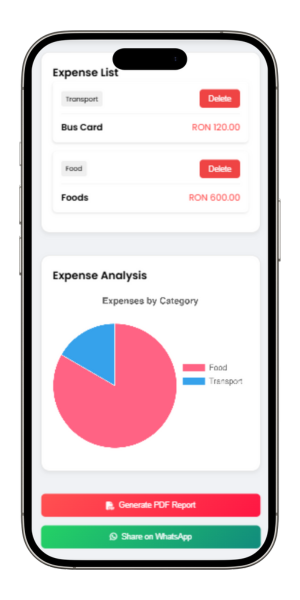 Expense List
Transport
Delete
Bus Card
RON 120.00
Food
Delete
Foods
RON 600.00
Expense Analysis
Expenses by Category
Food
Transport
Generate PDF Report
Share on WhatsApp